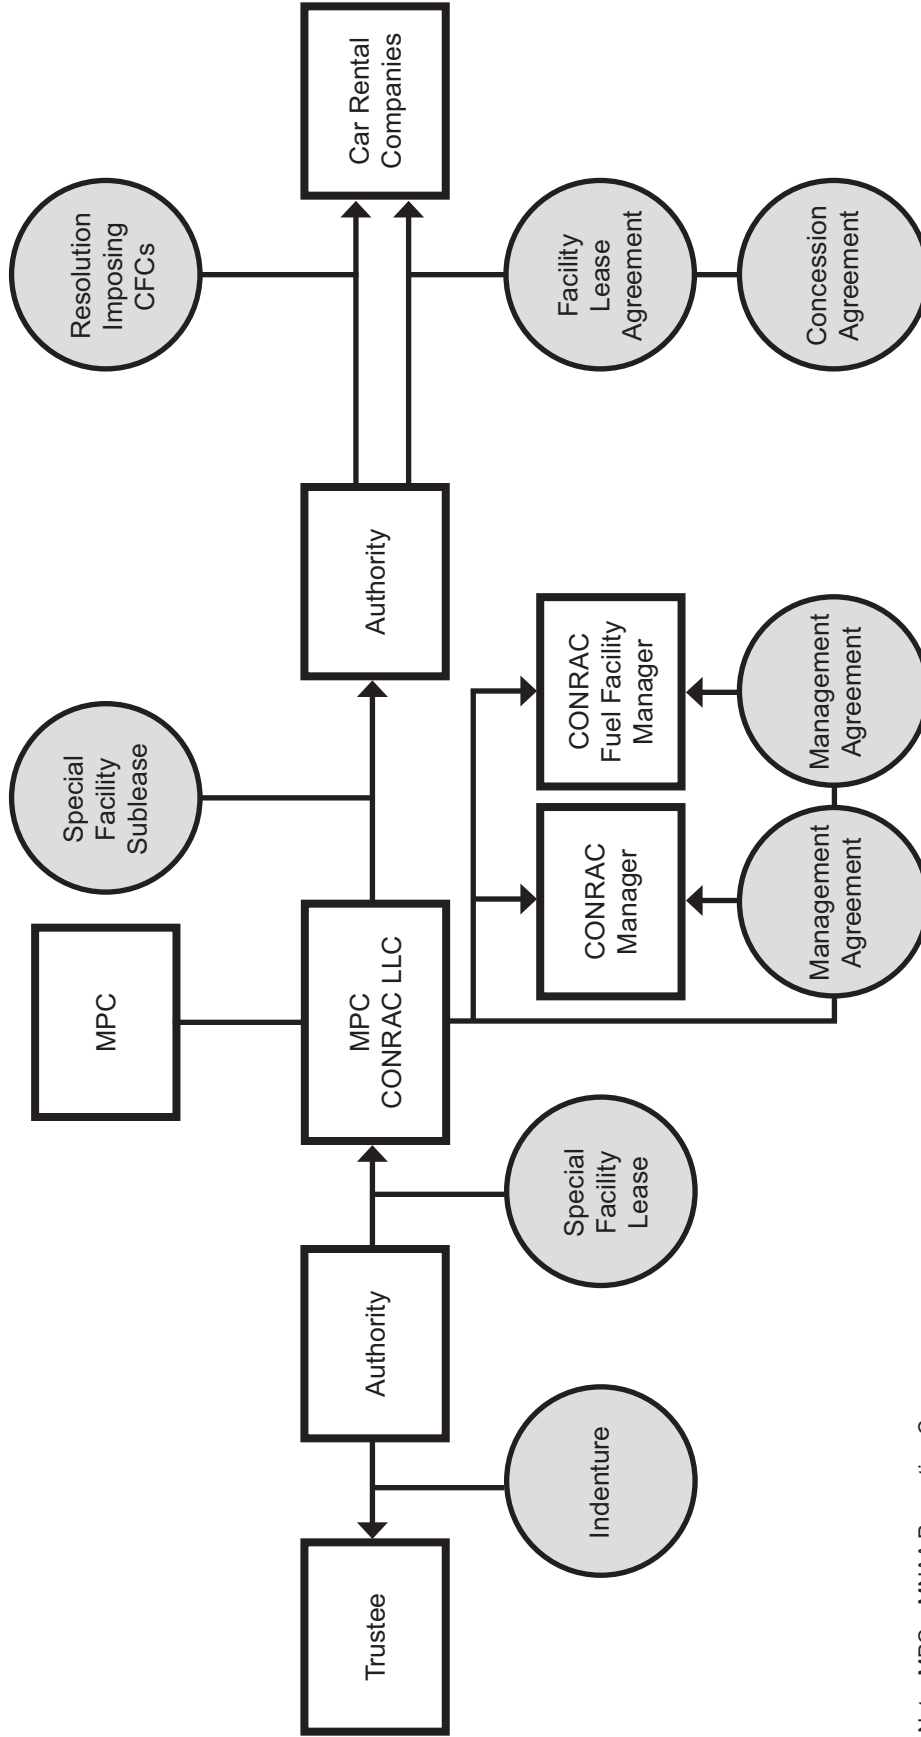 MPC
Special
Facility
Sublease
Resolution
Imposing
CFCs
Trustee
Authority
MPC
CONRAC LLC
Authority
Car Rental
Companies
Indenture
Special
Facility
Lease
CONRAC
Manager
CONRAC
Fuel Facility
Manager
Facility
Lease
Agreement
Management
Agreement
Management
Agreement
Concession
Agreement